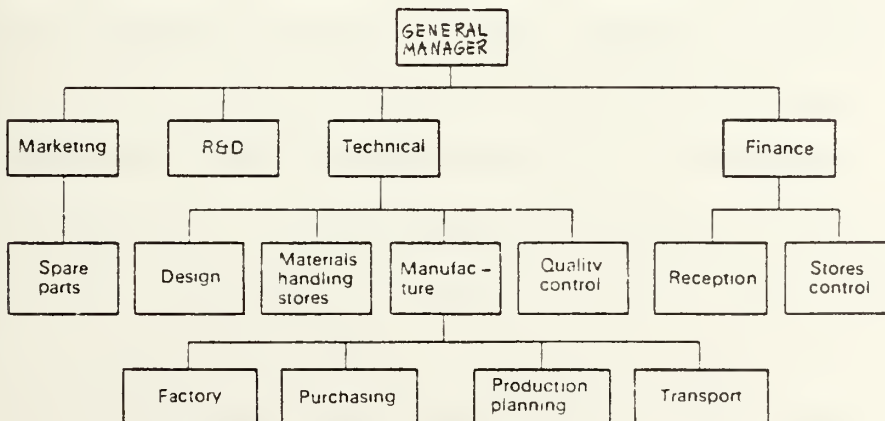 GENERAL
MANAGER
Marketing
R&D
Technical
Finance
Spare
parts
Design
Materials
handling
stores
Manufac -
ture
Quality
control
Reception
Stores
control
Factory
Purchasing
Production
planning
Transport